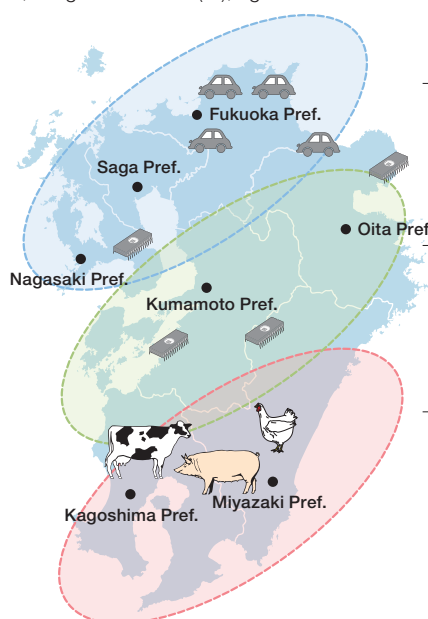 Fukuoka Pref.
Saga Pref.
Oita Pref
Nagasaki Pref.
Kumamoto Pref.
Miyazaki Pref.
Kagoshima Pref.